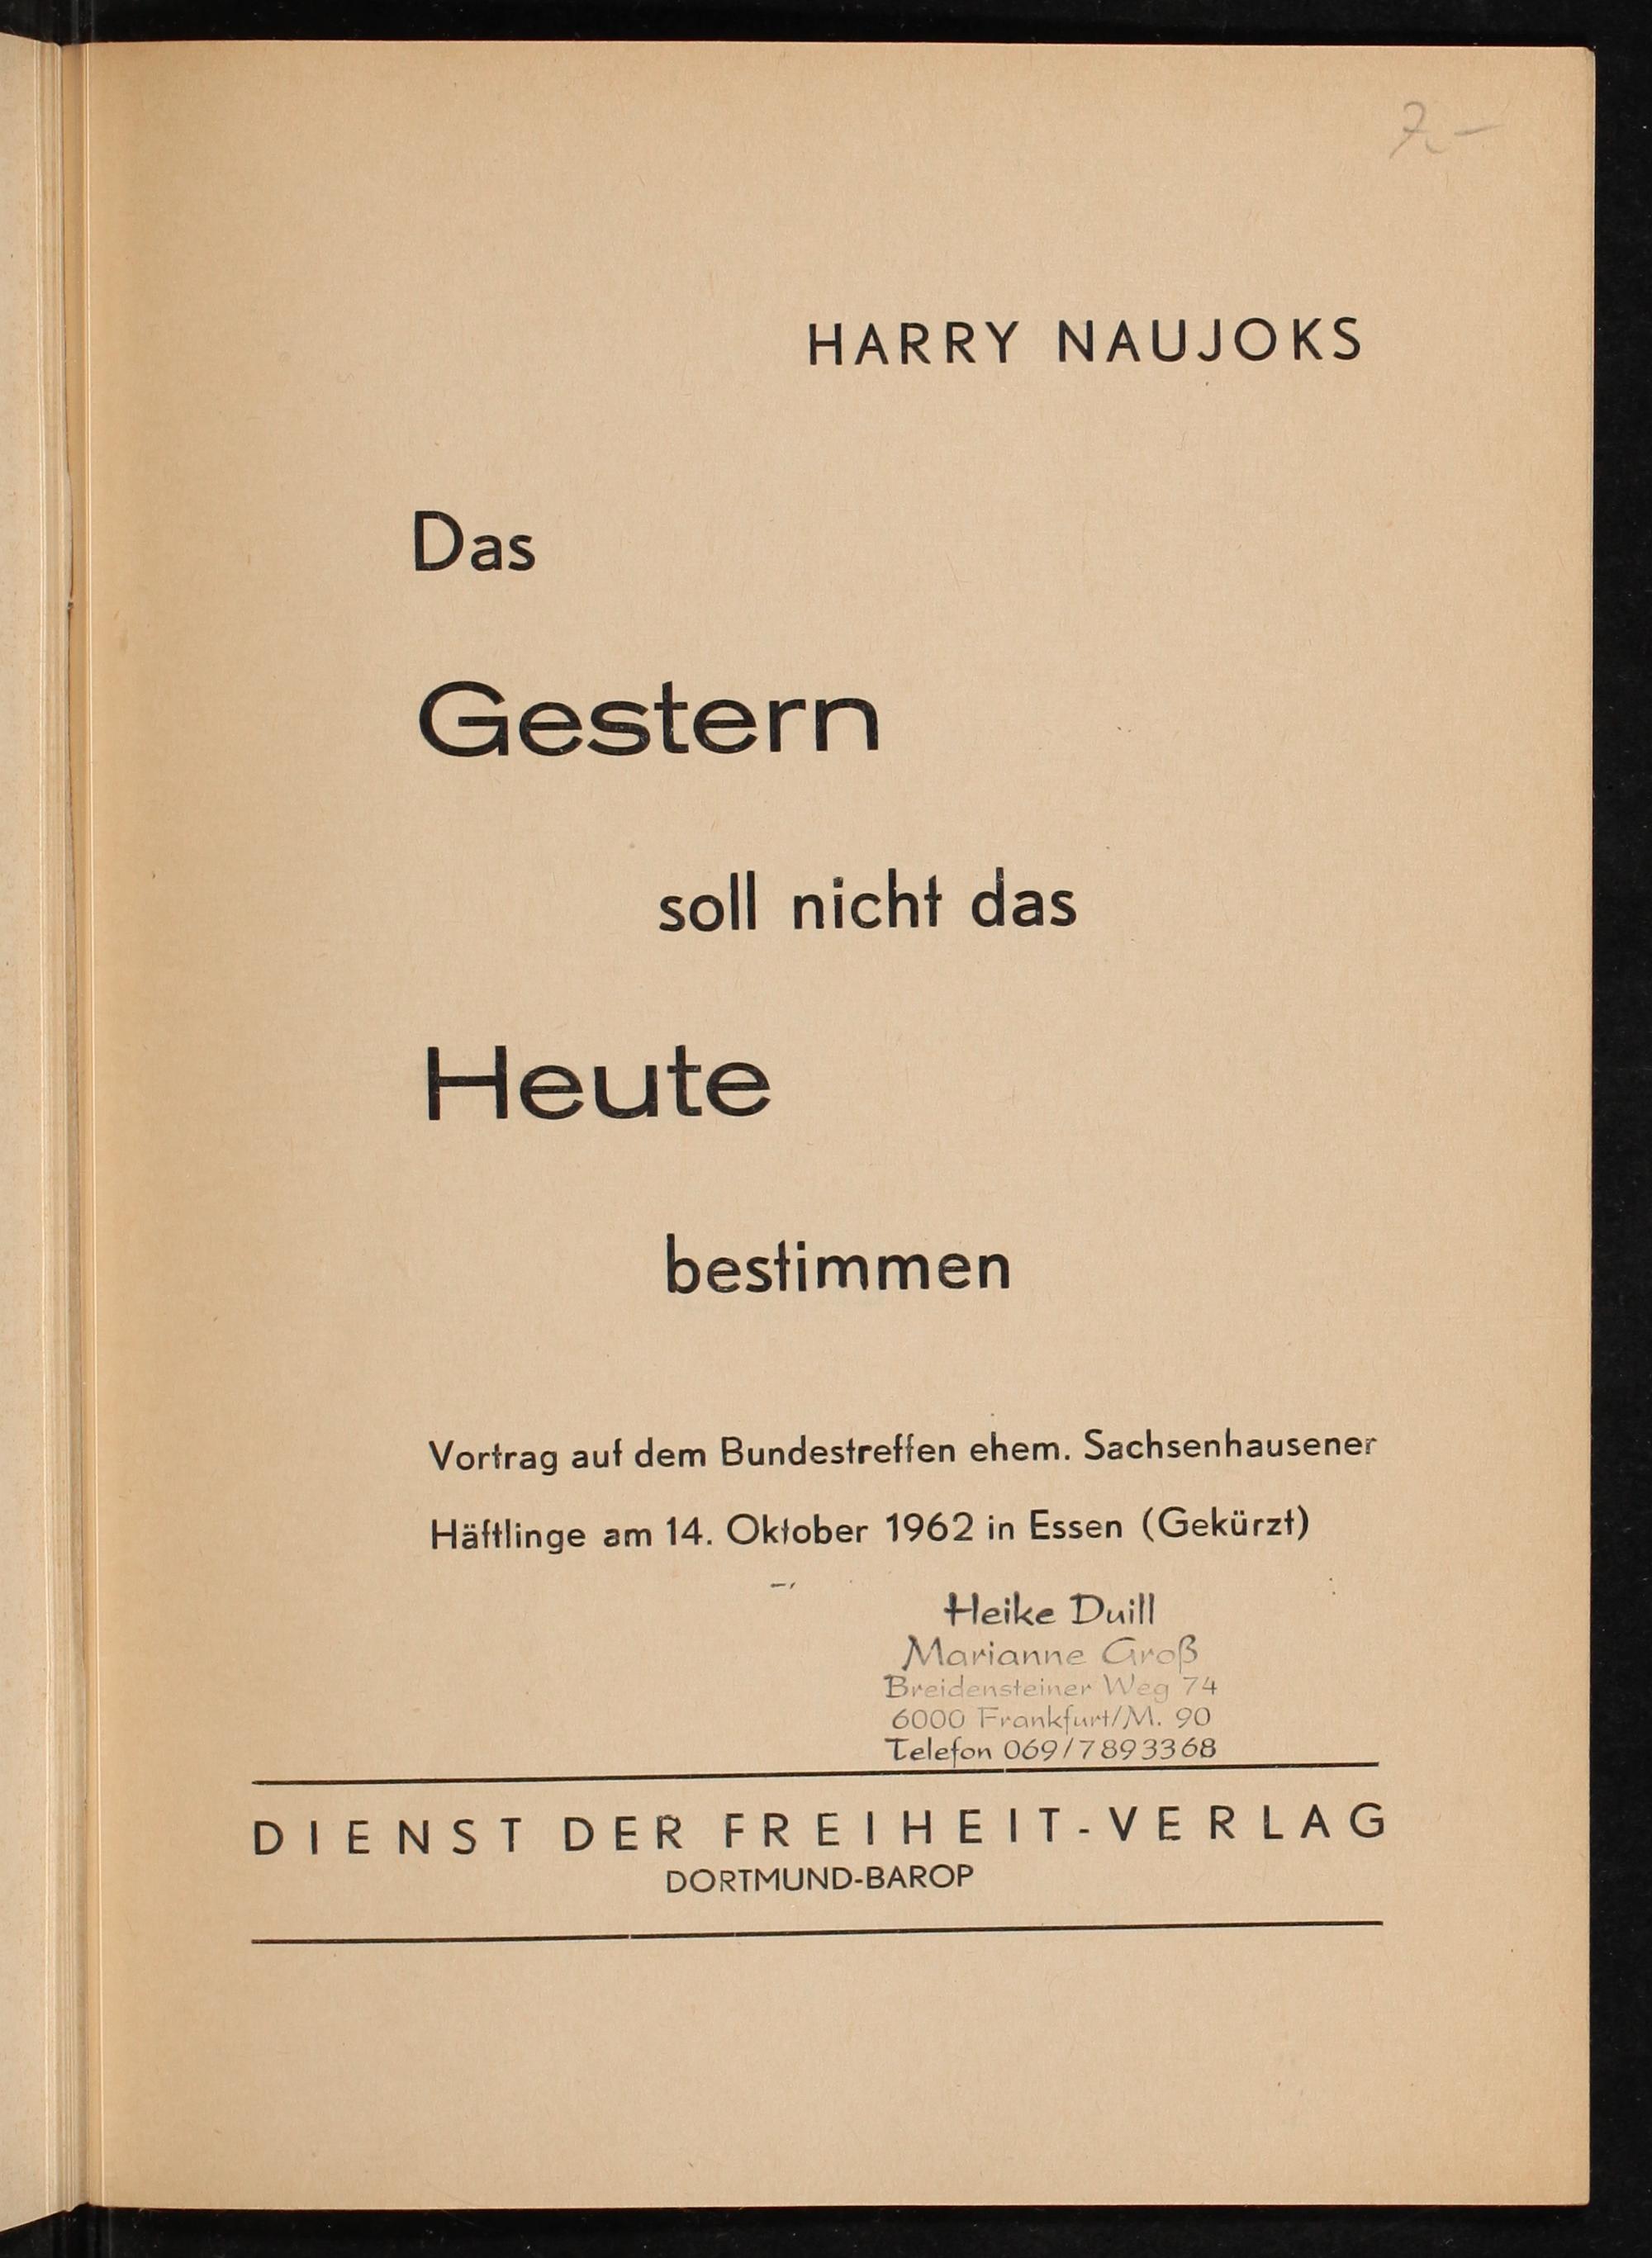 7,-
HARRY NAUJOKS
Das
Gestern
soll nicht das
Heute
bestimmen
Vortrag auf dem Bundestreffen ehem. Sachsenhausener
Häftlinge am 14. Oktober 1962 in Essen (Gekürzt)
Heike Duill
Marianne Groß
Breidensteiner Weg 74
6000 Frankfurt/M. 90
Telefon 069/7893368
DIENST DER FREIHEIT-VERLAG
DORTMUND-BAROP